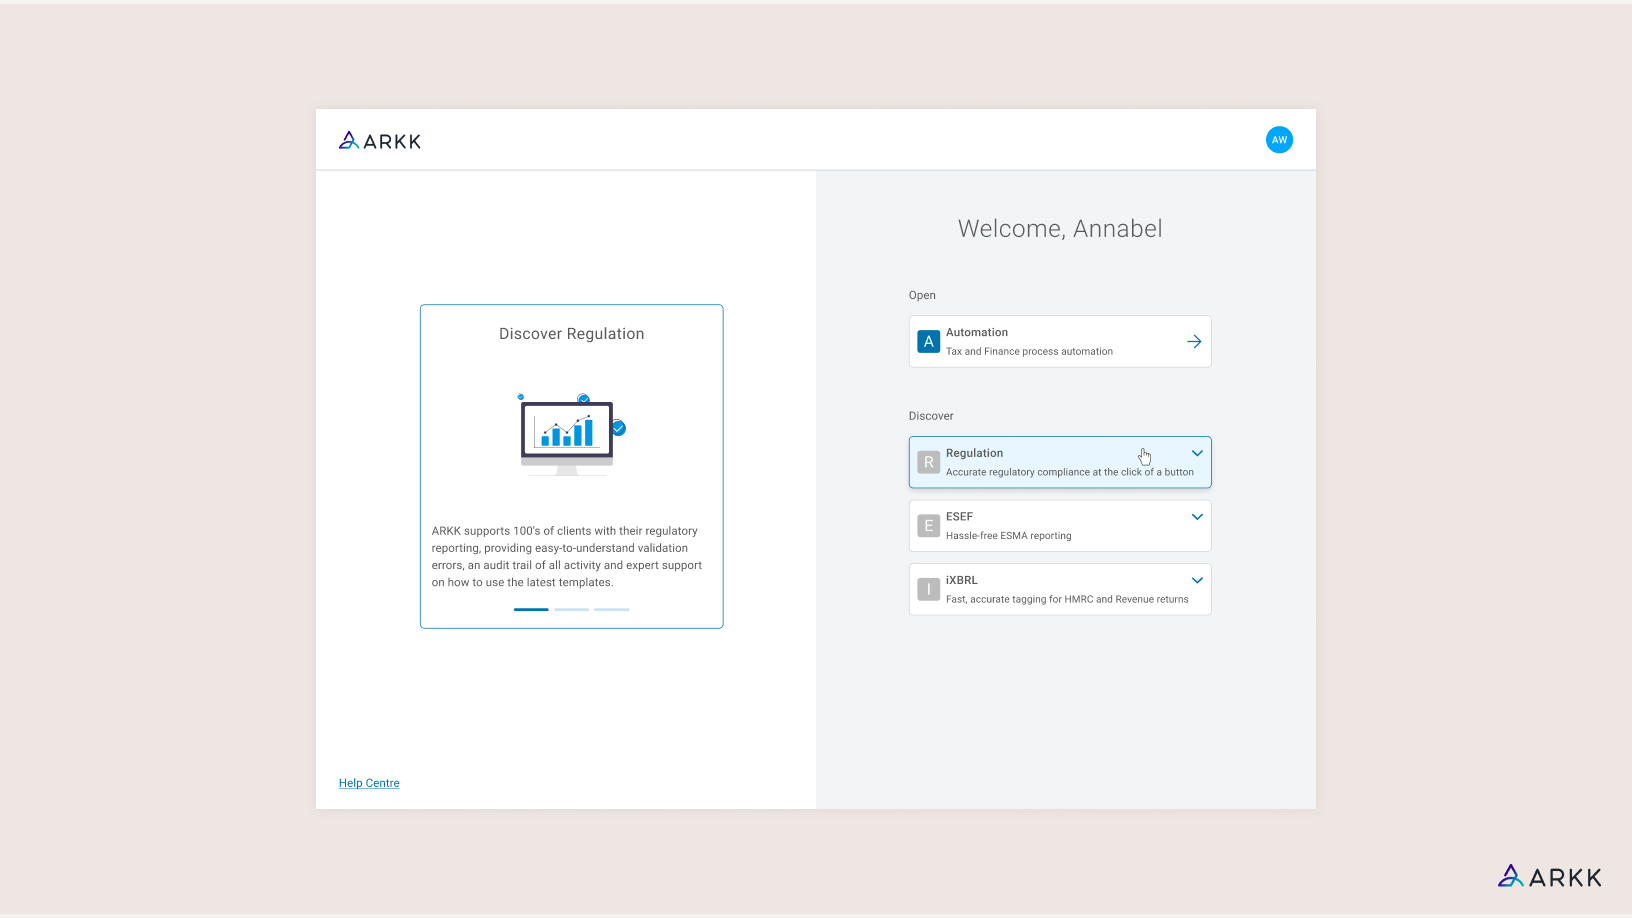 ARKK
AW
Discover Regulation
ARKK supports 100's of clients with their regulatory
reporting, providing easy-to-understand validation
errors, an audit trail of all activity and expert support
on how to use the latest templates.
Help Centre
Welcome, Annabel
Open
A
Automation
Tax and Finance process automation
Discover
R
Regulation
Accurate regulatory compliance at the click of a button
E
ESEF
Hassle-free ESMA reporting
I
iXBRL
Fast, accurate tagging for HMRC and Revenue returns
ARKK